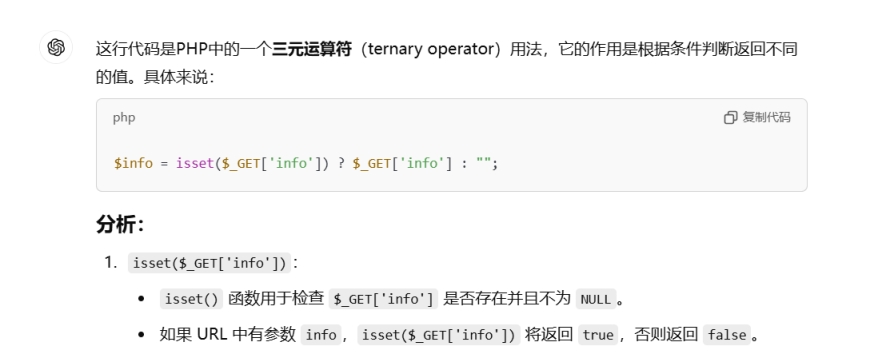 这行代码是PHP中的一个三元运算符（ternary operator）用法，它的作用是根据条件判断返回不同
的值。具体来说：
php
复制代码
$info = isset($_GET['info']) ? $_GET['info'] : "";
分析：
1. isset($_GET['info'])：
• isset() 函数用于检查 $_GET['info'] 是否存在并且不为 NULL。
• 如果 URL 中有参数 info，isset($_GET['info']) 将返回 true，否则返回 false。